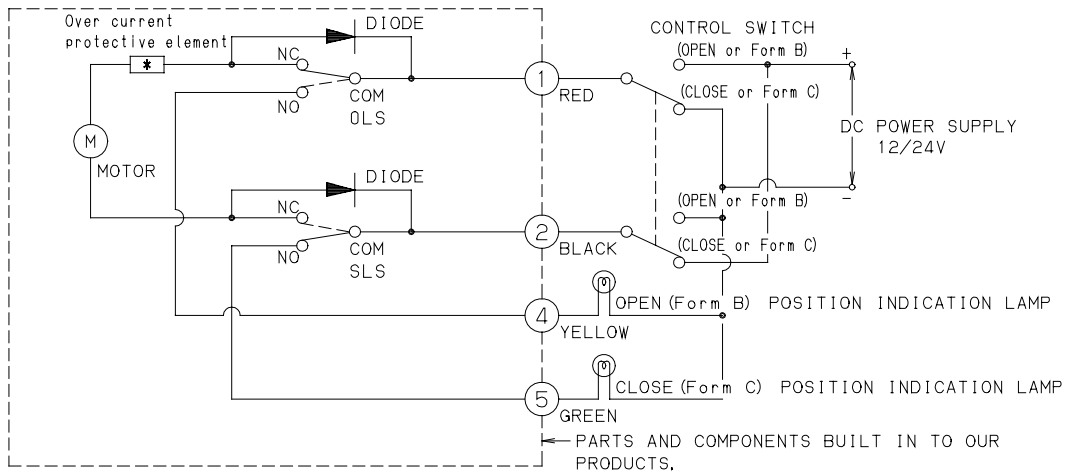 Over current
protective element
DIODE
CONTROL SWITCH
(OPEN or Form B)
+
*
NC
NO
COM
OLS
1
RED
(CLOSE or Form C)
DC POWER SUPPLY
12/24V
M
MOTOR
DIODE
NC
NO
COM
SLS
2
BLACK
(OPEN or Form B)
-
(CLOSE or Form C)
4
YELLOW
OPEN (Form B) POSITION INDICATION LAMP
5
GREEN
CLOSE (Form C) POSITION INDICATION LAMP
PARTS AND COMPONENTS BUILT IN TO OUR
PRODUCTS,